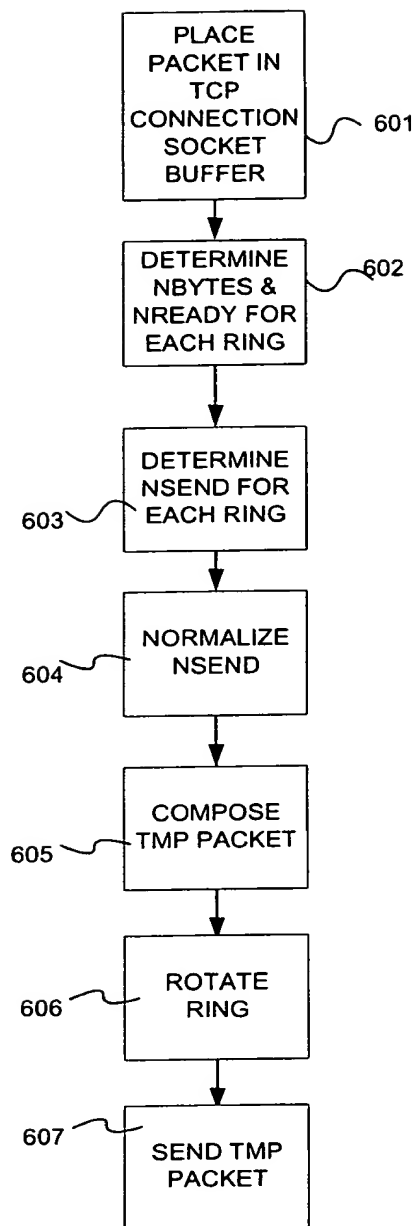 PLACE
PACKET IN
TCP
CONNECTION
SOCKET
BUFFER
601
DETERMINE
NBYTES &
NREADY FOR
EACH RING
602
DETERMINE
NSEND FOR
EACH RING
603
NORMALIZE
NSEND
604
COMPOSE
TMP PACKET
605
ROTATE
RING
606
SEND TMP
PACKET
607